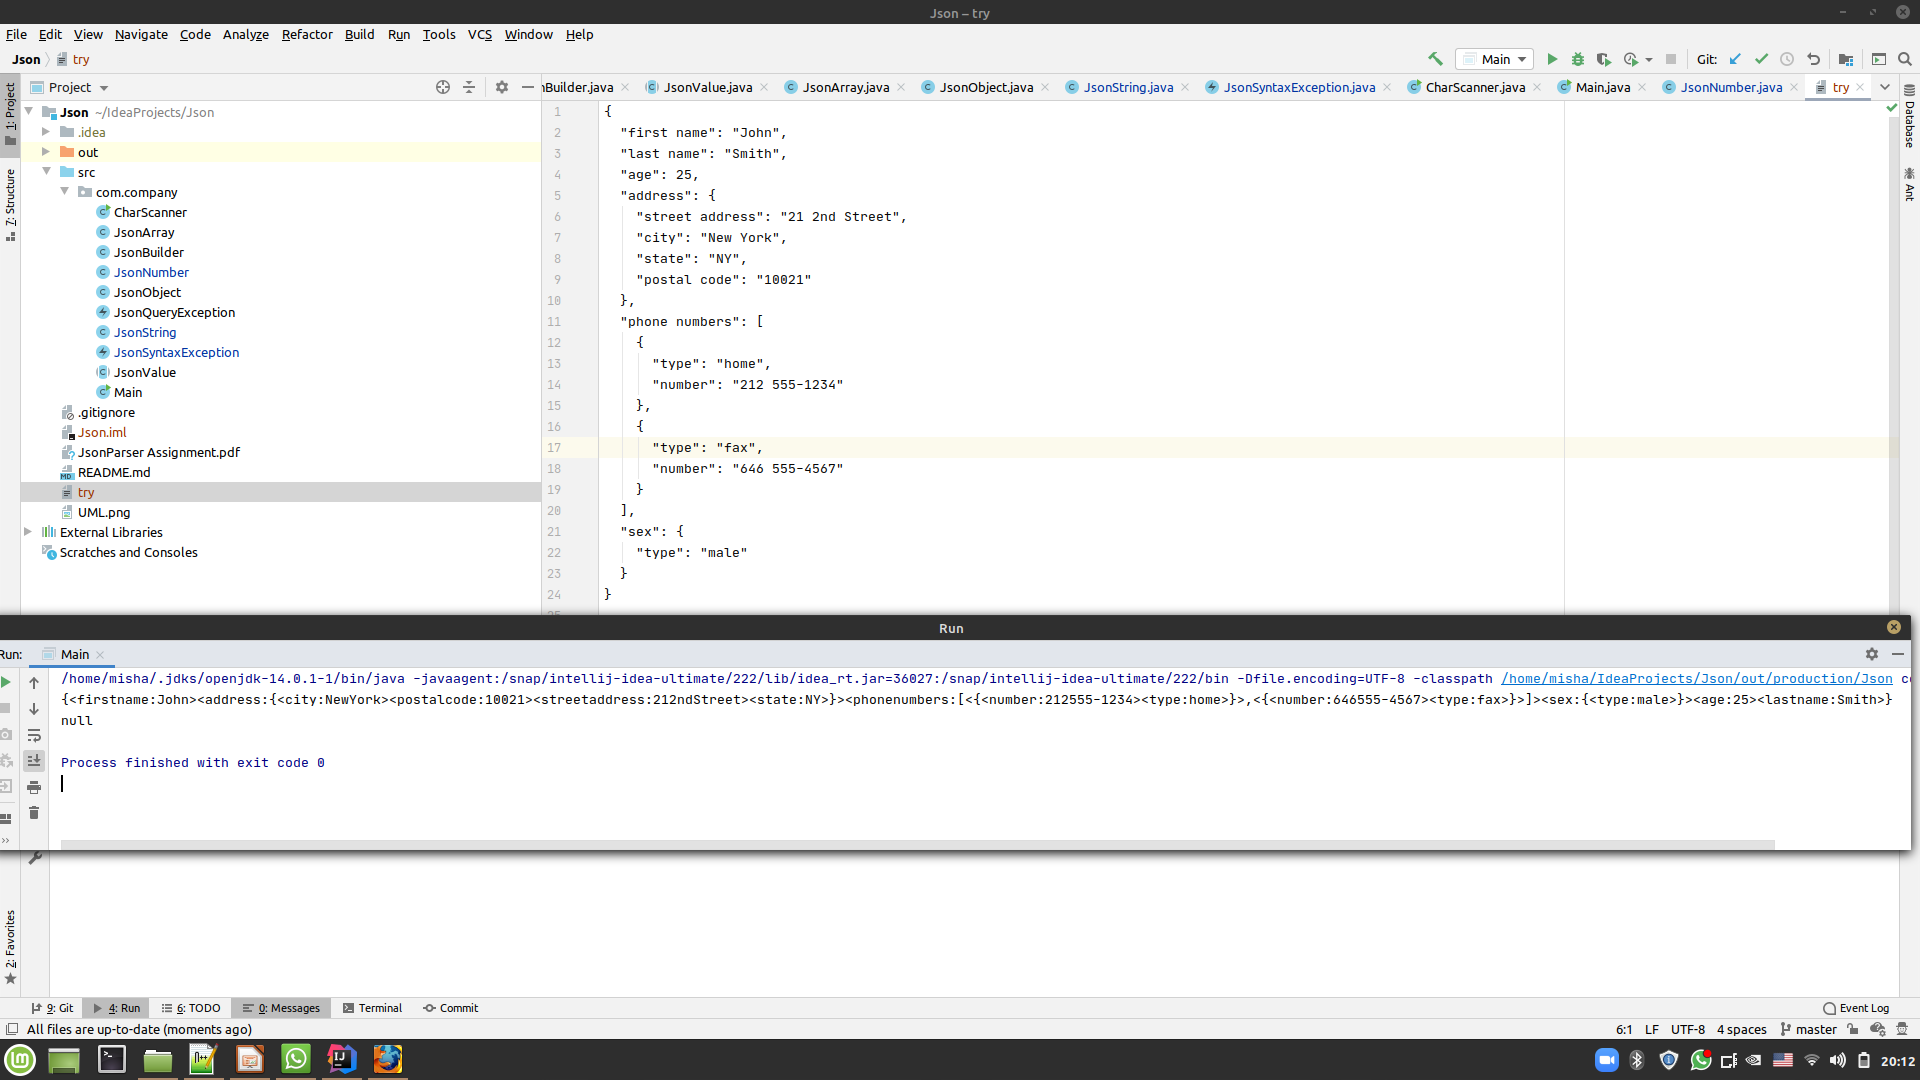 Json – try
File Edit View Navigate Code Analyze Refactor Build Run Tools VCS Window Help
Json try
Main
Git:
1: Project
7: Structure
2: Favorites
Project
Json ~/IdeaProjects/Json
.idea
out
src
com.company
CharScanner
JsonArray
JsonBuilder
JsonNumber
JsonObject
JsonQueryException
JsonString
JsonSyntaxException
JsonValue
Main
.gitignore
Json.iml
JsonParser Assignment.pdf
README.md
try
UML.png
External Libraries
Scratches and Consoles
nBuilder.java JsonValue.java JsonArray.java JsonObject.java JsonString.java JsonSyntaxException.java CharScanner.java Main.java JsonNumber.java try
1 {
2 "first name": "John",
3 "last name": "Smith",
4 "age": 25,
5 "address": {
6 "street address": "21 2nd Street",
7 "city": "New York",
8 "state": "NY",
9 "postal code": "10021"
10 },
11 "phone numbers": [
12 {
13 "type": "home",
14 "number": "212 555-1234"
15 },
16 {
17 "type": "fax",
18 "number": "646 555-4567"
19 }
20 ],
21 "sex": {
22 "type": "male"
23 }
24 }
Database
Ant
Run
Run: Main
/home/misha/.jdks/openjdk-14.0.1-1/bin/java -javaagent:/snap/intellij-idea-ultimate/222/lib/idea_rt.jar=36027:/snap/intellij-idea-ultimate/222/bin -Dfile.encoding=UTF-8 -classpath /home/misha/IdeaProjects/Json/out/production/Json co
{<firstname:John><address:{<city:NewYork><postalcode:10021><streetaddress:212ndStreet><state:NY>}><phonenumbers:[<{<number:212555-1234><type:home>}>,<{<number:646555-4567><type:fax>}>]><sex:{<type:male>}><age:25><lastname:Smith>}
null
Process finished with exit code 0
9: Git 4: Run 6: TODO 0: Messages Terminal Commit Event Log
All files are up-to-date (moments ago) 6:1 LF UTF-8 4 spaces master
20:12